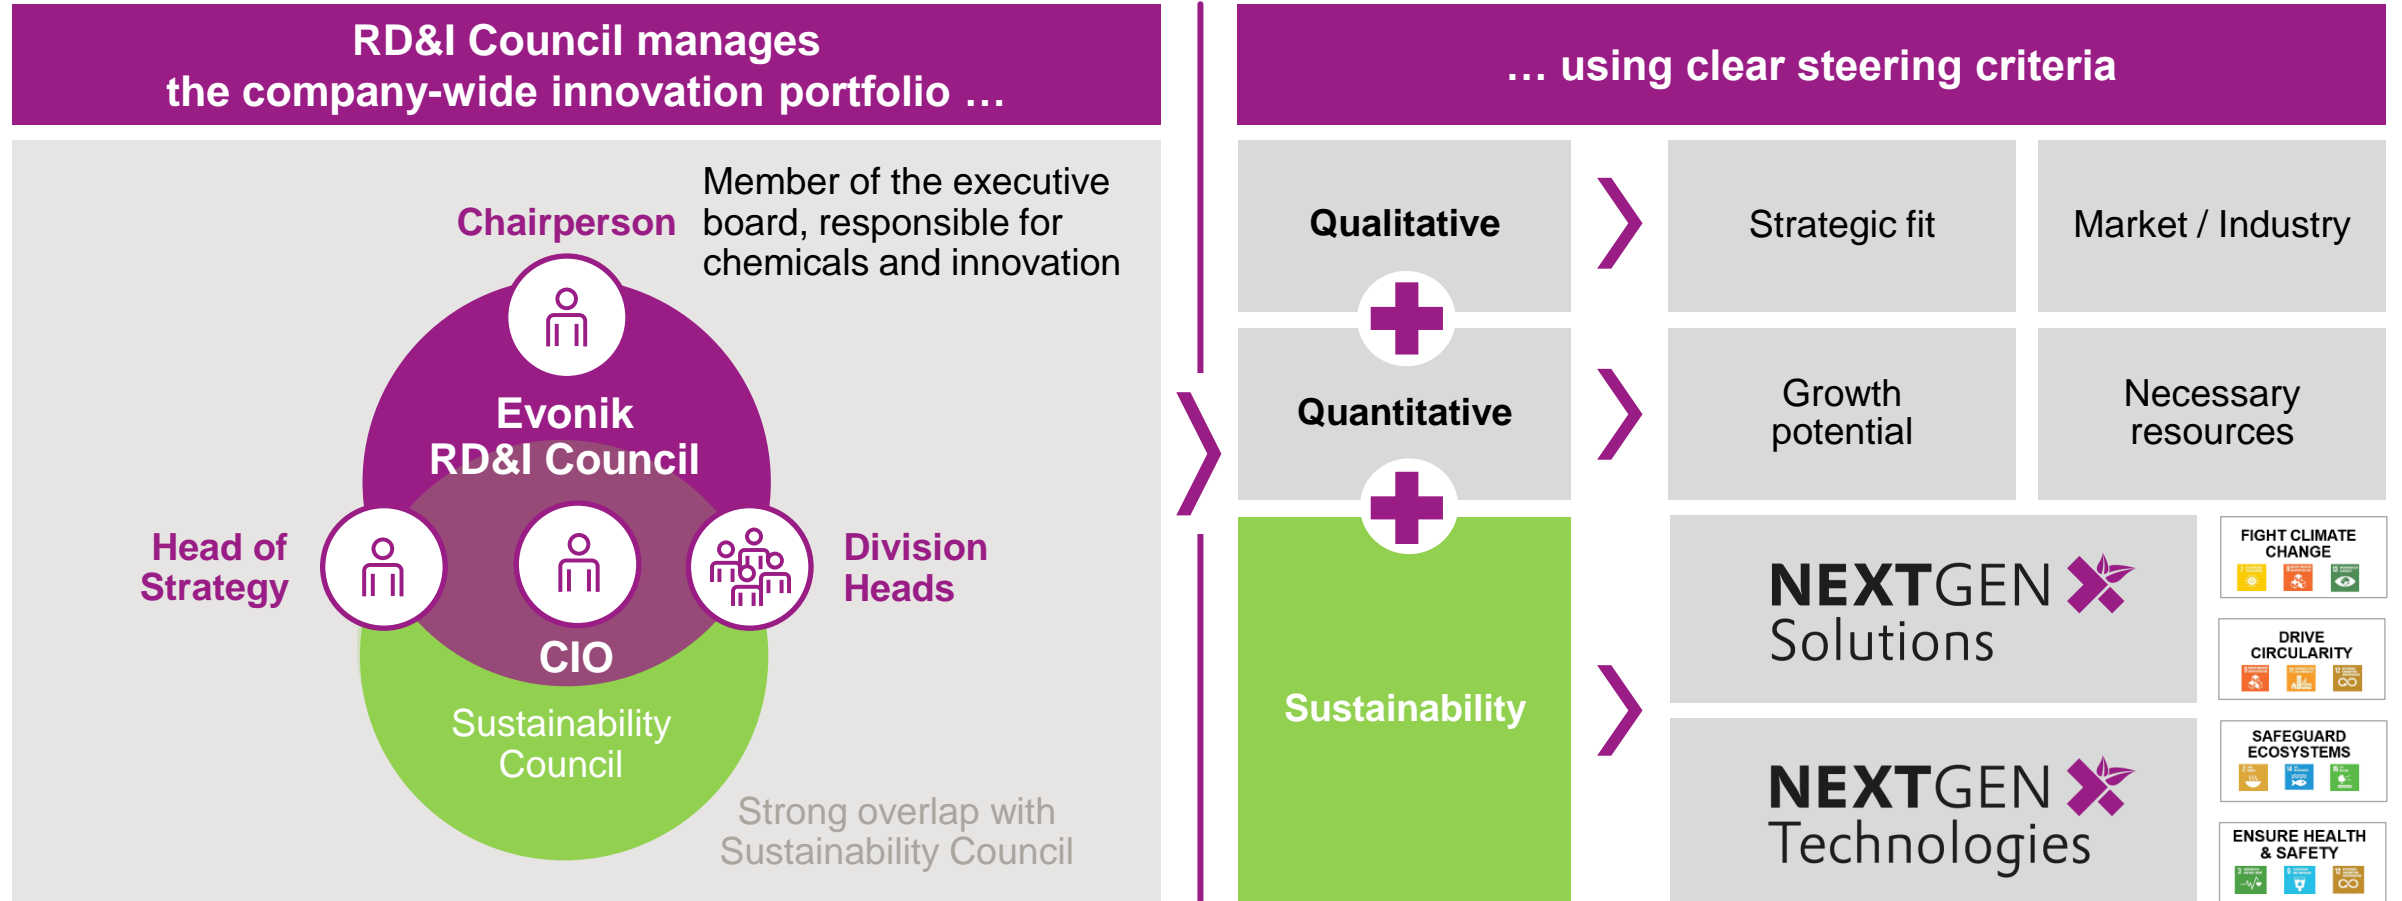 RD&I Council manages
the company-wide innovation portfolio …
… using clear steering criteria
Chairperson
Member of the executive
board, responsible for
chemicals and innovation
Evonik
RD&I Council
Head of
Strategy
Division
Heads
CIO
Sustainability
Council
Strong overlap with
Sustainability Council
Qualitative
Strategic fit
Market / Industry
Quantitative
Growth
potential
Necessary
resources
Sustainability
NEXTGEN
Solutions
NEXTGEN
Technologies
FIGHT CLIMATE
CHANGE
DRIVE
CIRCULARITY
SAFEGUARD
ECOSYSTEMS
ENSURE HEALTH
& SAFETY